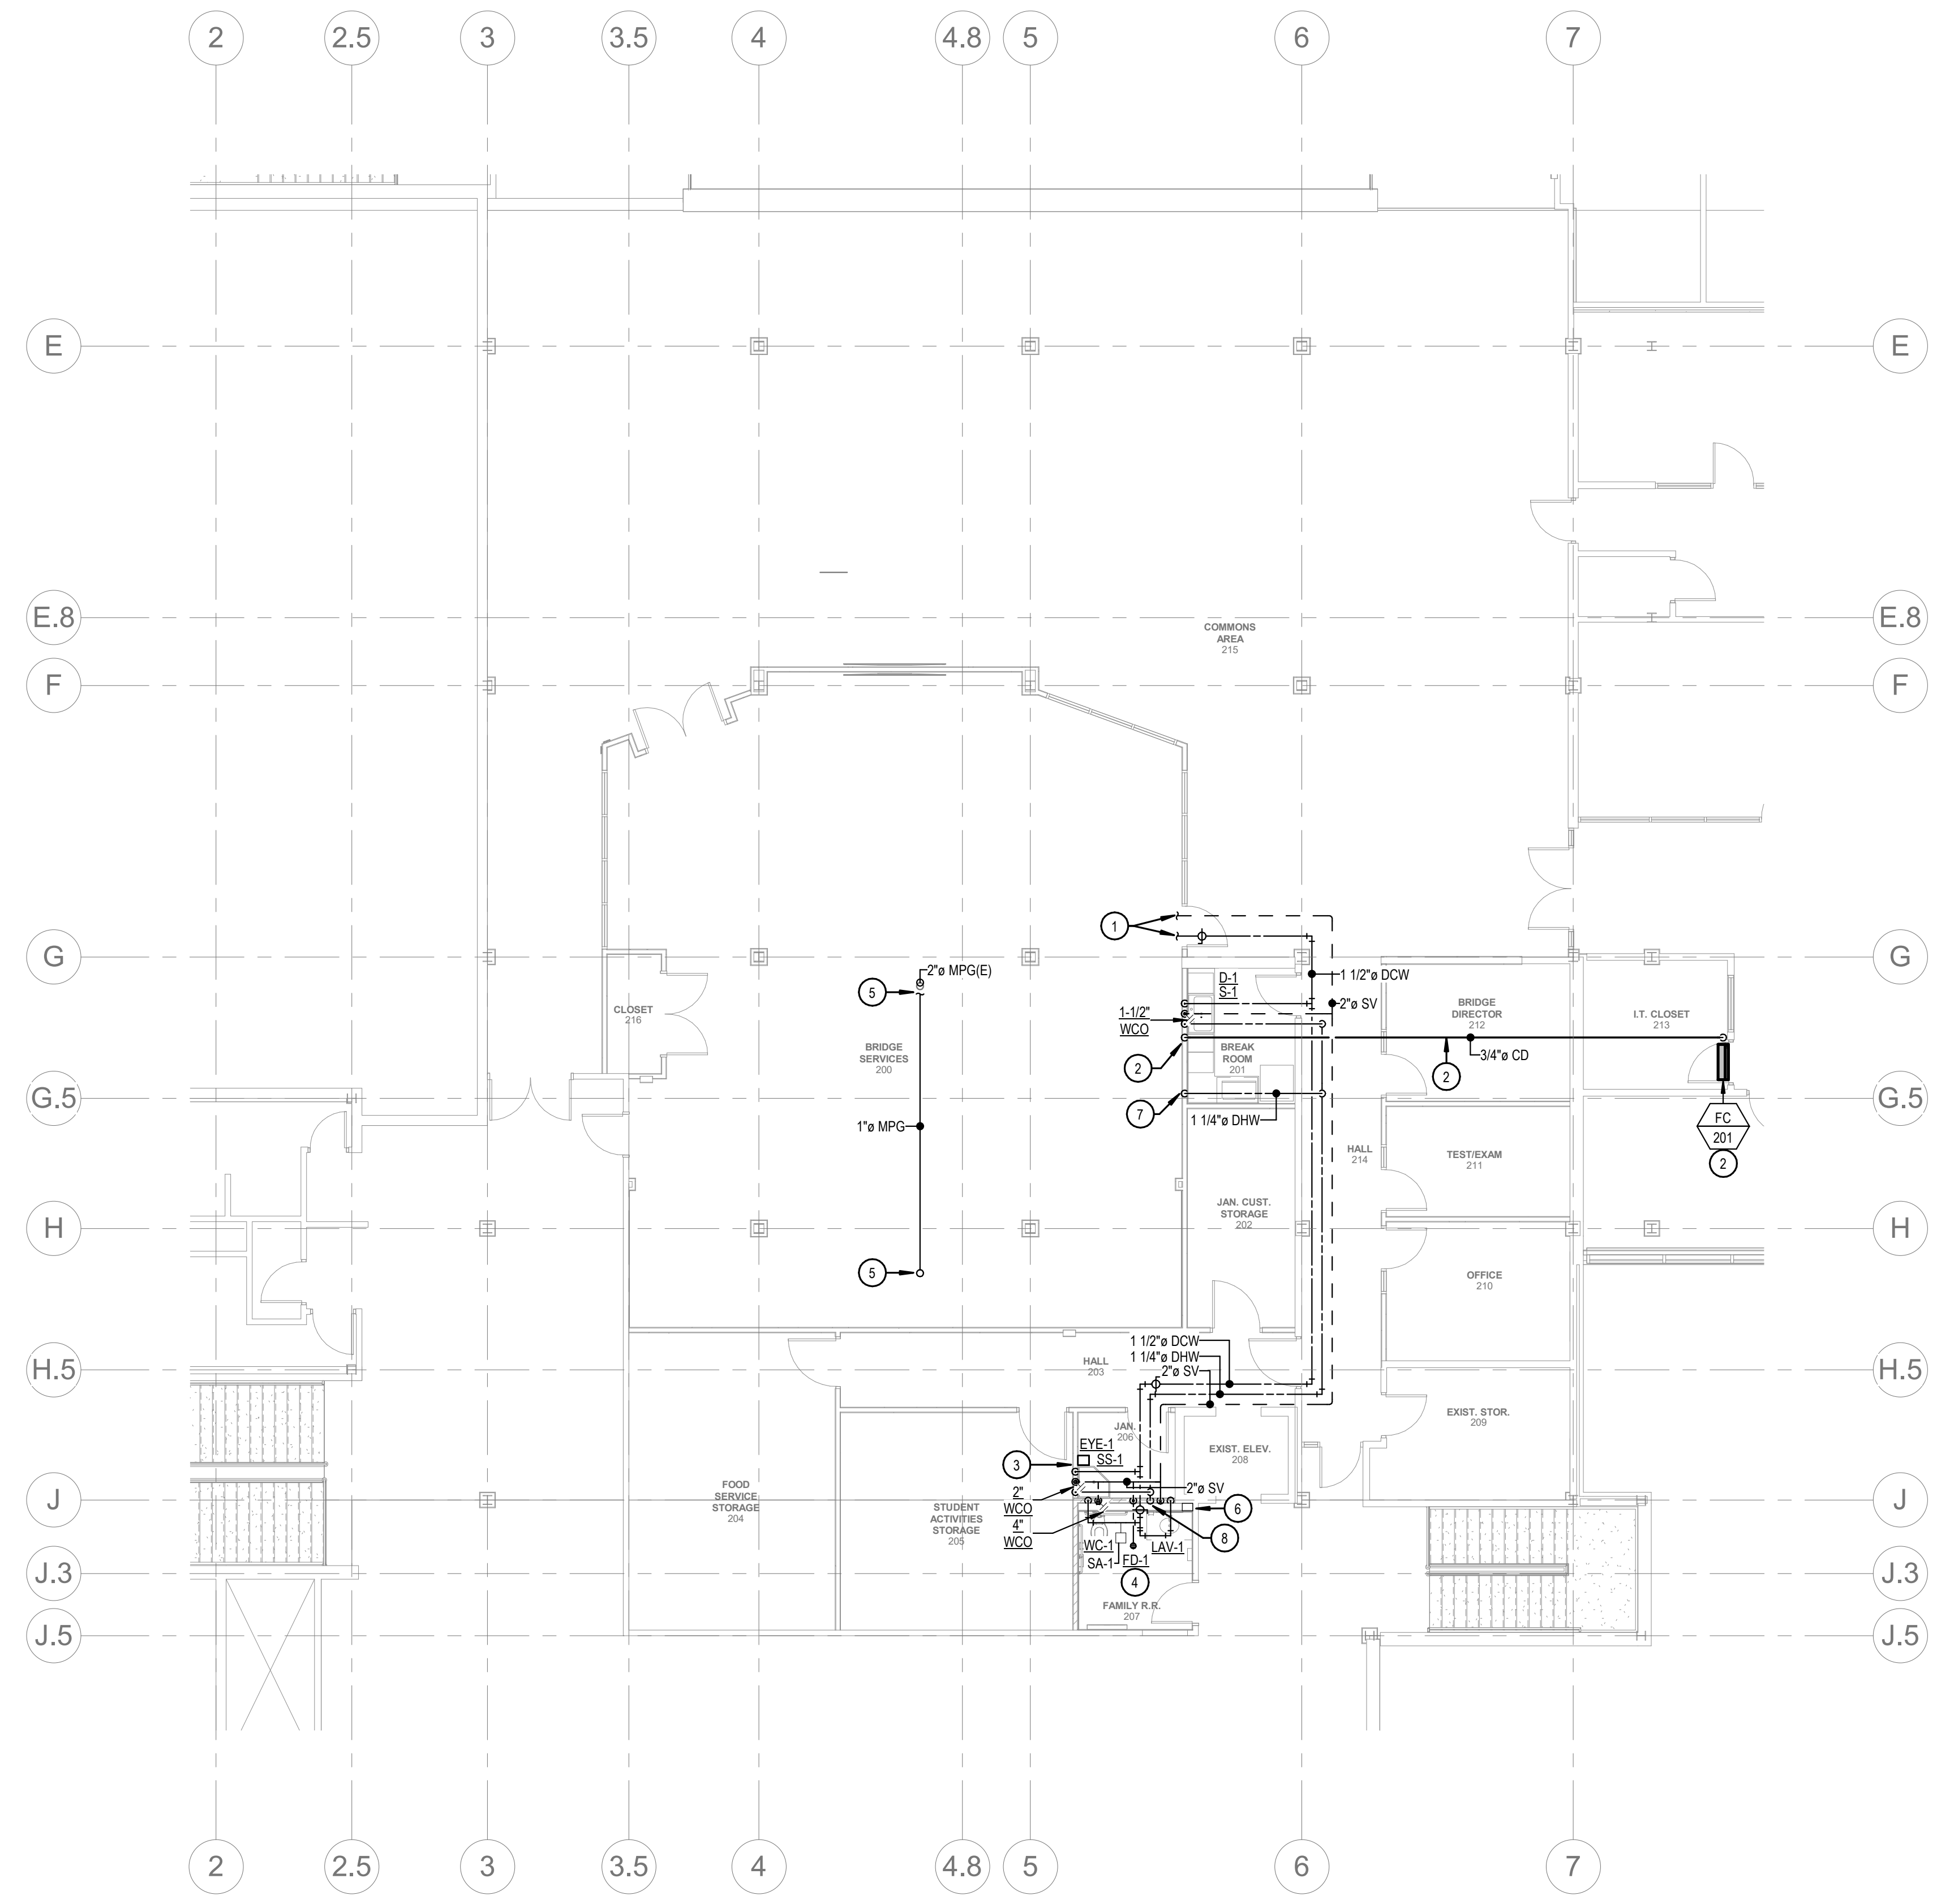 2
2.5
3
3.5
4
4.8
5
6
7
E
E
E.8
E.8
COMMONS
AREA
215
F
F
1
G
G
2"ø MPG(E)
5
1 1/2"ø DCW
D-1
S-1
2"ø SV
1-1/2"
WCO
CLOSET
216
BRIDGE
DIRECTOR
212
I.T. CLOSET
213
BRIDGE
SERVICES
200
BREAK
ROOM
201
2
3/4"ø CD
2
G.5
G.5
7
1 1/4"ø DHW
1"ø MPG
FC
201
2
HALL
214
TEST/EXAM
211
JAN. CUST.
STORAGE
202
H
H
5
OFFICE
210
1 1/2"ø DCW
1 1/4"ø DHW
2"ø SV
HALL
203
H.5
H.5
EXIST. STOR.
209
JAN.
206
EYE-1
SS-1
EXIST. ELEV.
208
3
2"ø SV
2"
WCO
4"
WCO
6
8
J
J
FOOD
SERVICE
STORAGE
204
STUDENT
ACTIVITIES
STORAGE
205
WC-1
SA-1
FD-1
LAV-1
4
J.3
J.3
FAMILY R.R.
207
J.5
J.5
2
2.5
3
3.5
4
4.8
5
6
7